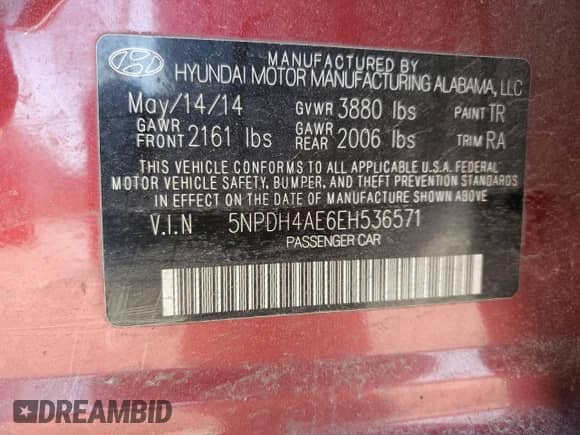 MANUFACTURED BY
HYUNDAI MOTOR MANUFACTURING ALABAMA, LLC
May/14/14 GVWR 3880 lbs PAINT TR
GAWR FRONT 2161 lbs GAWR REAR 2006 lbs TRIM RA
THIS VEHICLE CONFORMS TO ALL APPLICABLE U.S.A. FEDERAL
MOTOR VEHICLE SAFETY, BUMPER, AND THEFT PREVENTION STANDARDS
IN EFFECT ON THE DATE OF MANUFACTURE SHOWN ABOVE.
V.I.N 5NPDH4AE6EH536571
PASSENGER CAR
DREAMBID